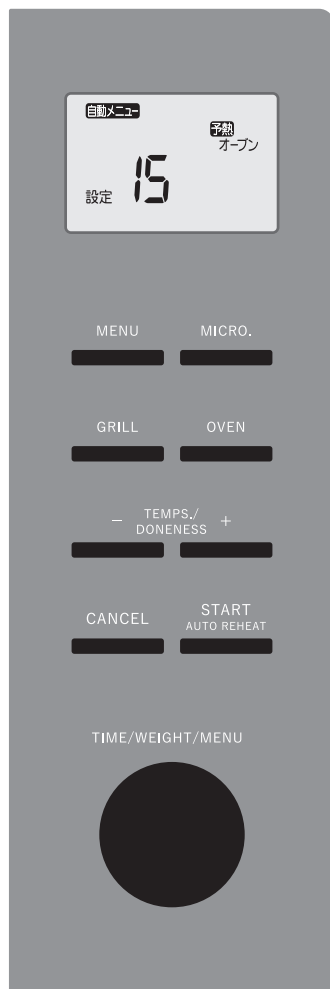 自動メニュー
予熱
オーブン
設定 15
MENU MICRO.
GRILL OVEN
− TEMPS./ +
DONENESS
CANCEL START
AUTO REHEAT
TIME/WEIGHT/MENU